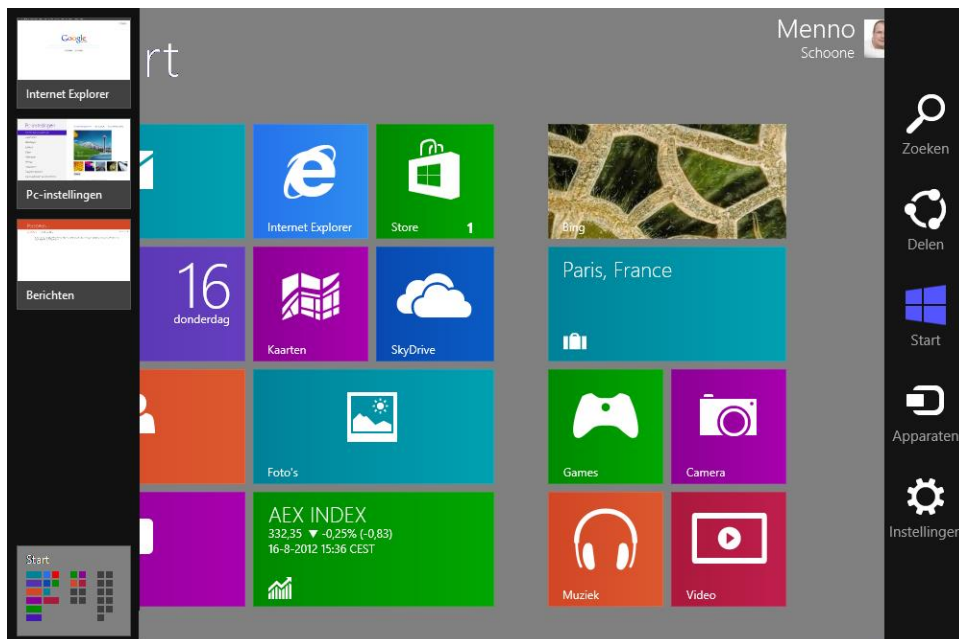 Google
Internet Explorer
Pc-instellingen
Pc-instellingen
Berichten
Start
rt
Menno
Schoone
Internet Explorer
Store
1
Bing
16
donderdag
Kaarten
SkyDrive
Paris, France
Foto's
Games
Camera
AEX INDEX
332,35 ▼ -0,25% (-0,83)
16-8-2012 15:36 CEST
Muziek
Video
Zoeken
Delen
Start
Apparaten
Instellingen